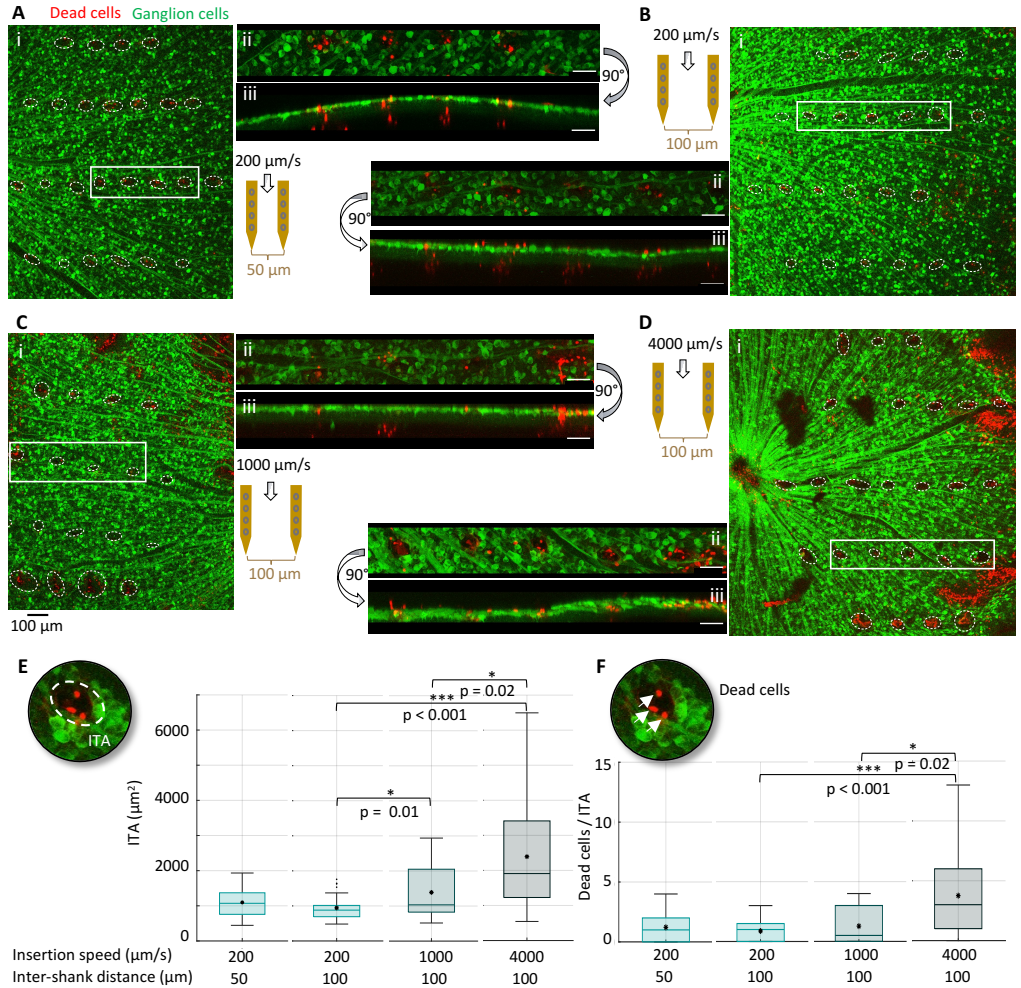 A
Dead cells Ganglion cells
i
ii
iii
90°
200 µm/s
50 µm
B
200 µm/s
100 µm
i
ii
iii
90°
C
i
ii
iii
90°
1000 µm/s
100 µm
100 µm
D
4000 µm/s
100 µm
i
ii
iii
90°
E
ITA
ITA (µm²)
6000
4000
2000
0
*
p = 0.02
***
p < 0.001
*
p = 0.01
F
Dead cells
Dead cells / ITA
15
10
5
0
*
p = 0.02
***
p < 0.001
Insertion speed (µm/s) 200 200 1000 4000 200 200 1000 4000
Inter-shank distance (µm) 50 100 100 100 50 100 100 100